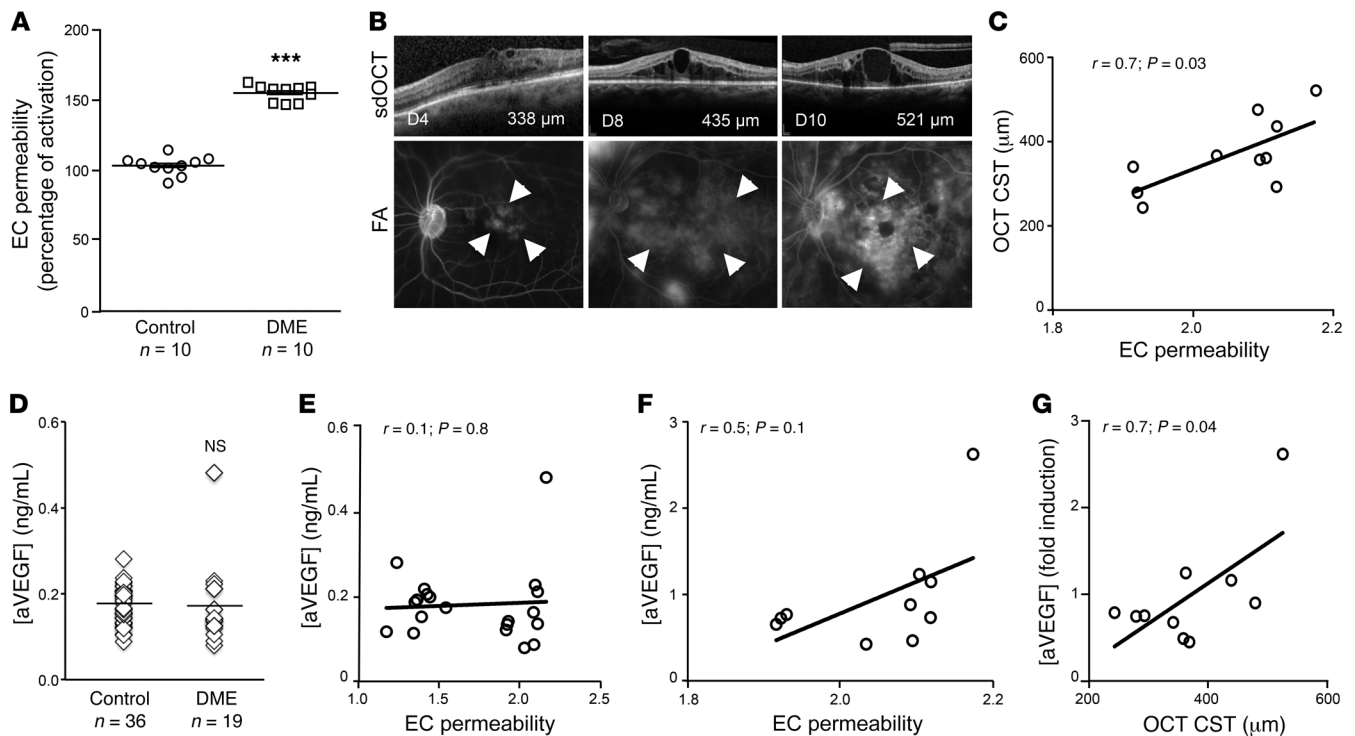 A
EC permeability
(percentage of activation)
200
150
100
50
0
***
Control
n = 10
DME
n = 10
B
sdOCT
D4 338 µm
D8 435 µm
D10 521 µm
FA
C
r = 0.7; P = 0.03
OCT CST (µm)
600
400
200
0
1.8 2.0 2.2
EC permeability
D
[aVEGF] (ng/mL)
0.6
0.4
0.2
0.0
NS
Control
n = 36
DME
n = 19
E
r = 0.1; P = 0.8
[aVEGF] (ng/mL)
0.6
0.4
0.2
0
1.0 1.5 2.0 2.5
EC permeability
F
r = 0.5; P = 0.1
[aVEGF] (ng/mL)
3
2
1
0
1.8 2.0 2.2
EC permeability
G
r = 0.7; P = 0.04
[aVEGF] (fold induction)
3
2
1
0
200 400 600
OCT CST (µm)